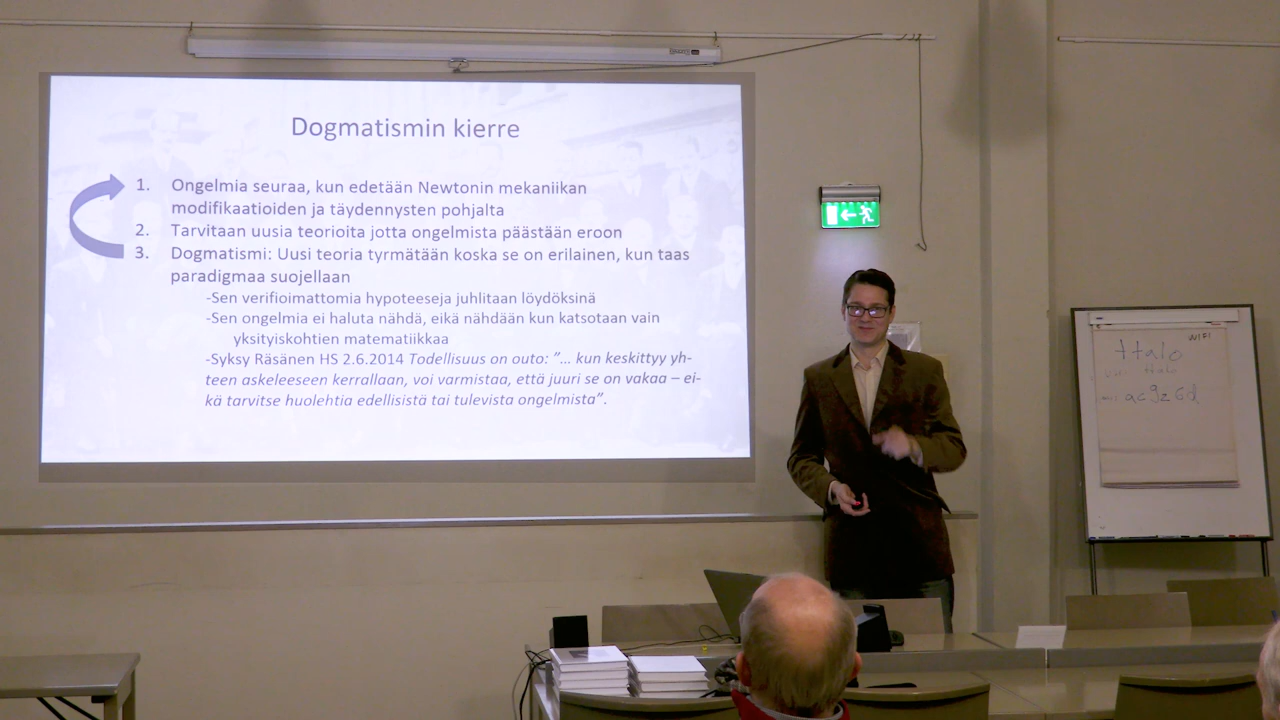 Dogmatismin kierre
1. Ongelmia seuraa, kun edetään Newtonin mekaniikan
modifikaatioiden ja täydennysten pohjalta
2. Tarvitaan uusia teorioita jotta ongelmista päästään eroon
3. Dogmatismi: Uusi teoria tyrmätään koska se on erilainen, kun taas
paradigmaa suojellaan
-Sen verifioimattomia hypoteeseja juhlitaan löydöksinä
-Sen ongelmia ei haluta nähdä, eikä nähdään kun katsotaan vain
yksityiskohtien matematiikkaa
-Syksy Räsänen HS 2.6.2014 Todellisuus on outo: ”… kun keskittyy yh-
teen askeleeseen kerrallaan, voi varmistaa, että juuri se on vakaa – ei-
kä tarvitse huolehtia edellisistä tai tulevista ongelmista”.
WIFI